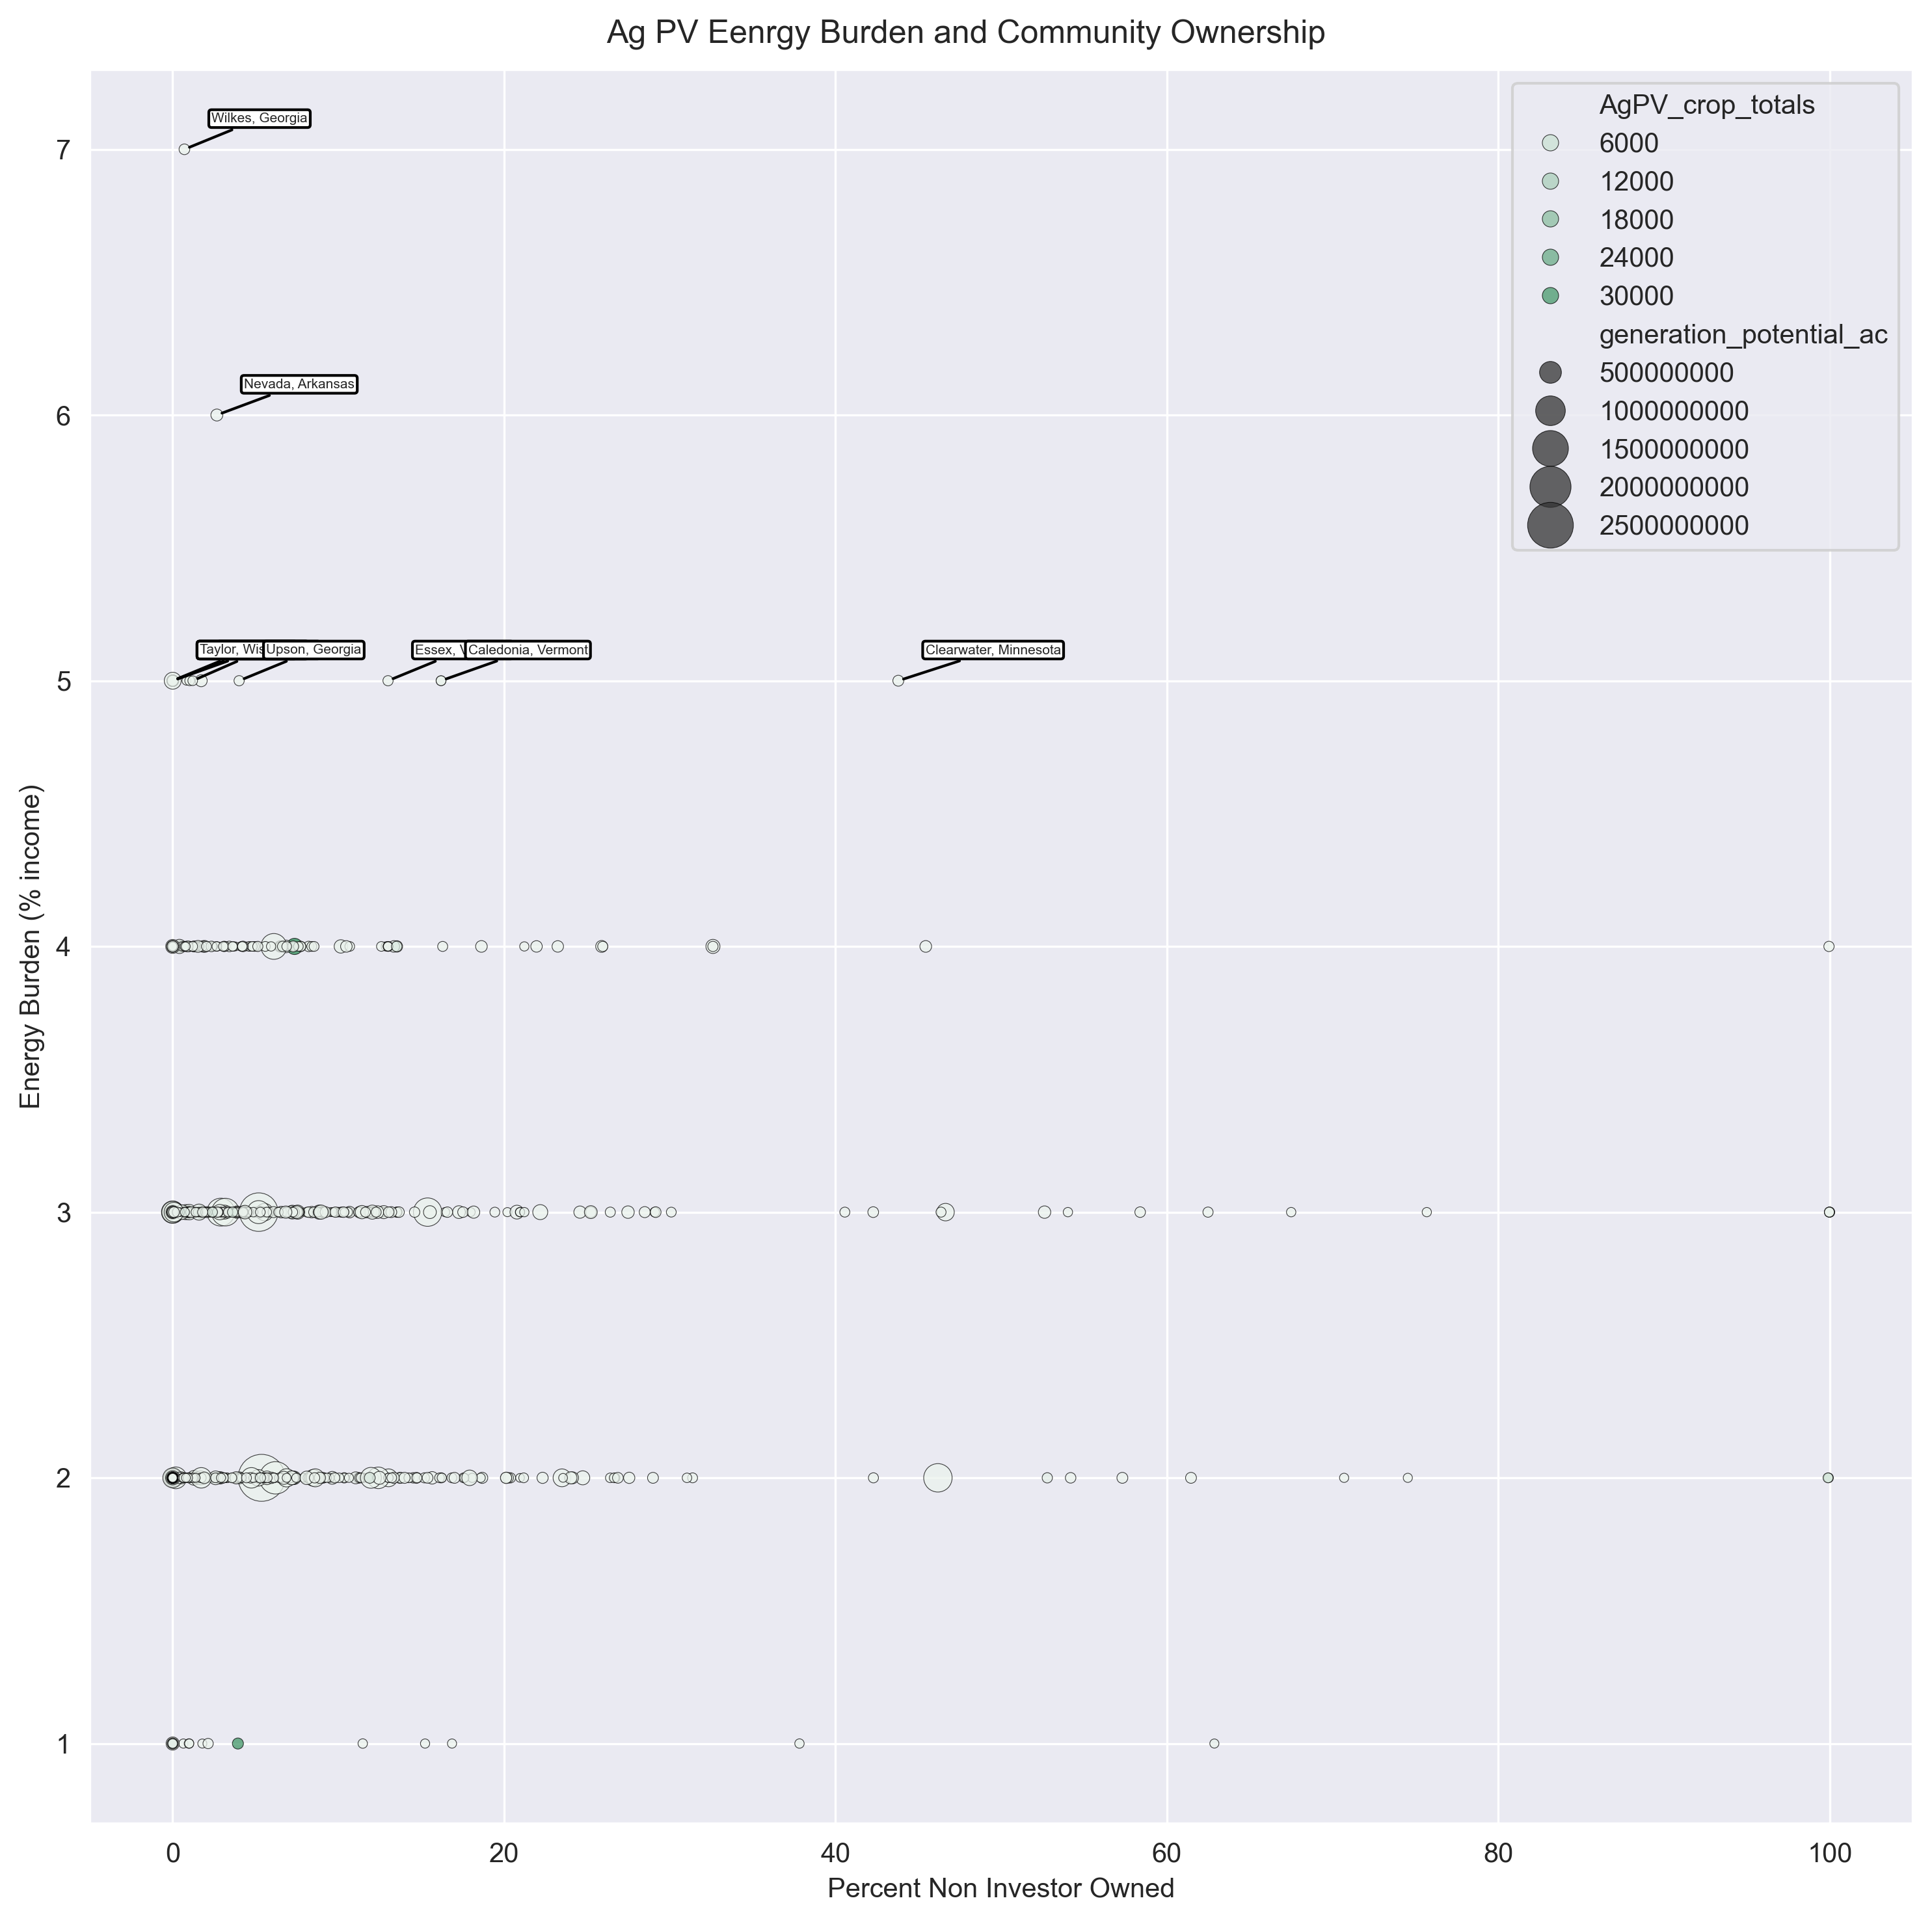 Ag PV Eenrgy Burden and Community Ownership
AgPV_crop_totals
6000
12000
18000
24000
30000
generation_potential_ac
500000000
1000000000
1500000000
2000000000
2500000000
Wilkes, Georgia
Nevada, Arkansas
Taylor,
Upson, Georgia
Essex,
Caledonia, Vermont
Clearwater, Minnesota
7
6
5
4
3
2
1
Energy Burden (% income)
0 20 40 60 80 100
Percent Non Investor Owned